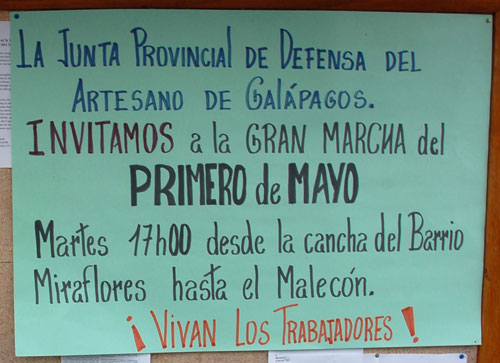 La Junta Provincial de Defensa del
Artesano de Galápagos.
INVITAMOS a la GRAN MARCHA del
PRIMERO de MAYO
Martes 17h00 desde la cancha del Barrio
Miraflores hasta el Malecón.
¡Vivan Los Trabajadores!